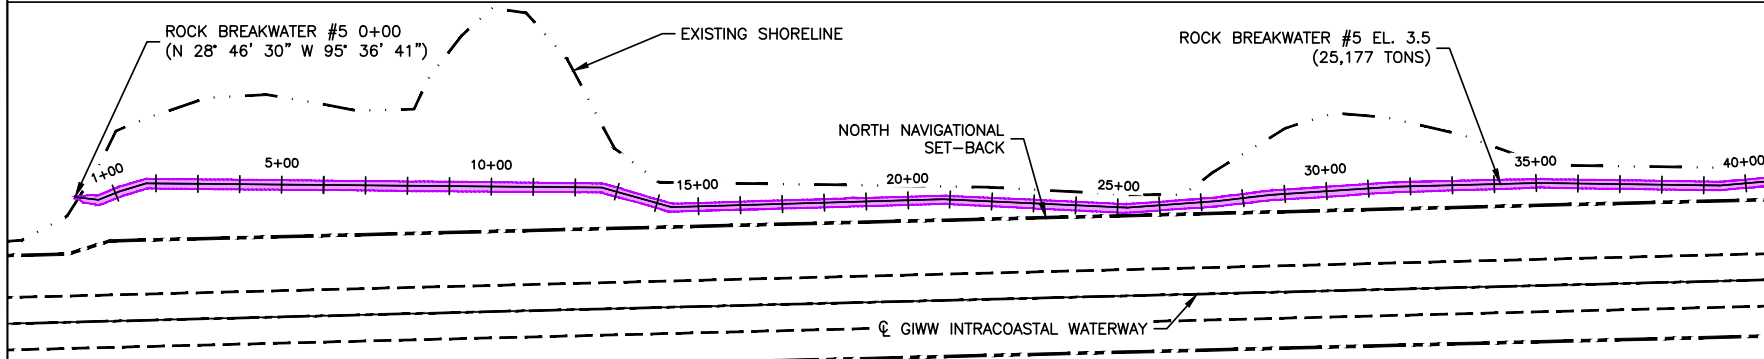 ROCK BREAKWATER #5 0+00
(N 28° 46' 30" W 95° 36' 41")
EXISTING SHORELINE
ROCK BREAKWATER #5 EL. 3.5
(25,177 TONS)
NORTH NAVIGATIONAL
SET-BACK
1+00
5+00
10+00
15+00
20+00
25+00
30+00
35+00
40+00
℄ GIWW INTRACOASTAL WATERWAY